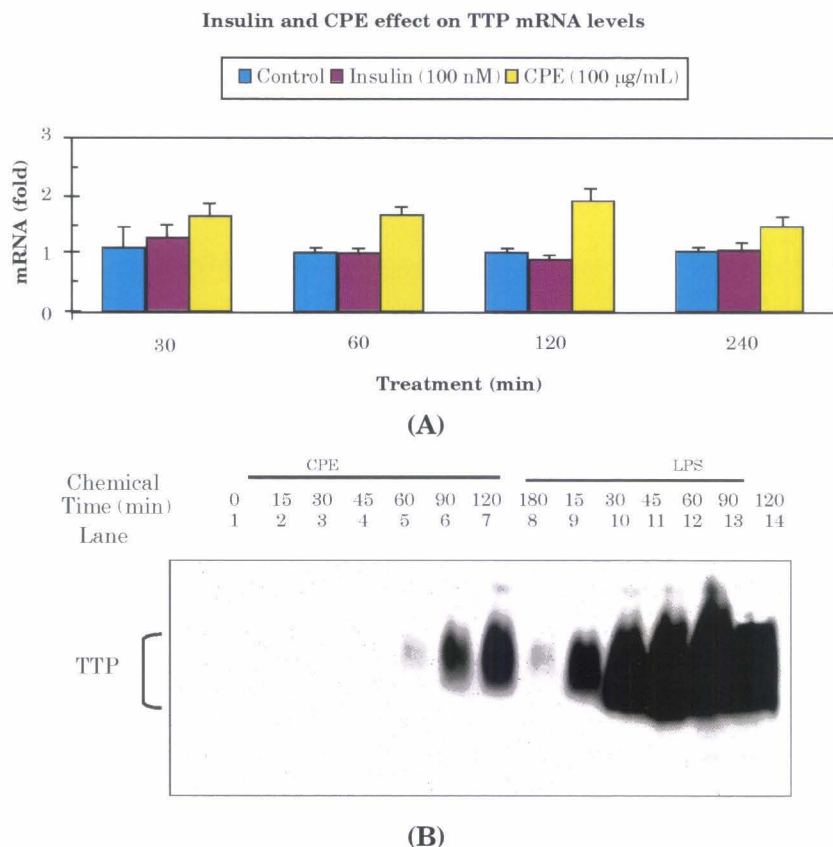 Insulin and CPE effect on TTP mRNA levels
Control Insulin (100 nM) CPE (100 µg/mL)
mRNA (fold)
3
2
1
0
30 60 120 240
Treatment (min)
(A)
Chemical CPE LPS
Time (min) 0 15 30 45 60 90 120 180 15 30 45 60 90 120
Lane 1 2 3 4 5 6 7 8 9 10 11 12 13 14
TTP
(B)